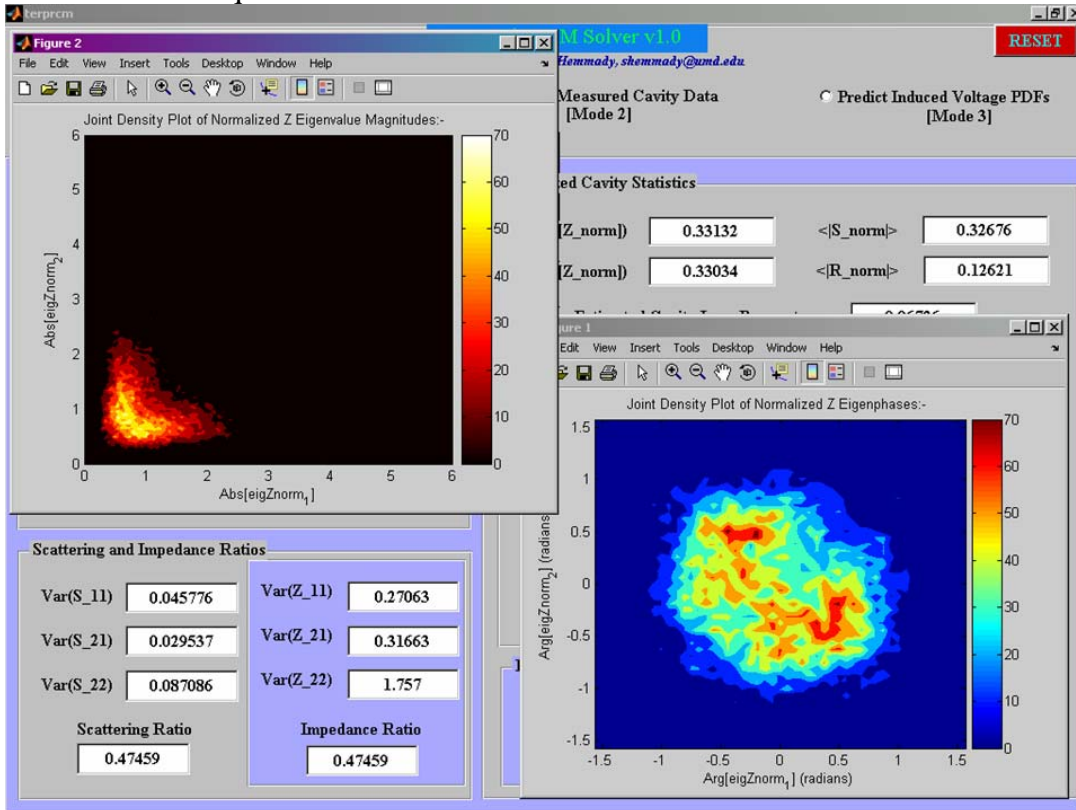 terprcm
M Solver v1.0
RESET
Hemmady, shemmady@umd.edu
Measured Cavity Data
[Mode 2]
Predict Induced Voltage PDFs
[Mode 3]
Figure 2
File Edit View Insert Tools Desktop Window Help
Joint Density Plot of Normalized Z Eigenvalue Magnitudes:-
6
5
4
3
2
1
0
0 1 2 3 4 5 6
Abs[eigZnorm2]
Abs[eigZnorm1]
70
60
50
40
30
20
10
0
ed Cavity Statistics
[Z_norm]) 0.33132 <|S_norm|> 0.32676
[Z_norm]) 0.33034 <|R_norm|> 0.12621
gure 1
Edit View Insert Tools Desktop Window Help
Joint Density Plot of Normalized Z Eigenphases:-
1.5
1
0.5
0
-0.5
-1
-1.5
-1.5 -1 -0.5 0 0.5 1 1.5
Arg[eigZnorm2] (radians)
Arg[eigZnorm1] (radians)
70
60
50
40
30
20
10
0
Scattering and Impedance Ratios
Var(S_11) 0.045776 Var(Z_11) 0.27063
Var(S_21) 0.029537 Var(Z_21) 0.31663
Var(S_22) 0.087086 Var(Z_22) 1.757
Scattering Ratio Impedance Ratio
0.47459 0.47459